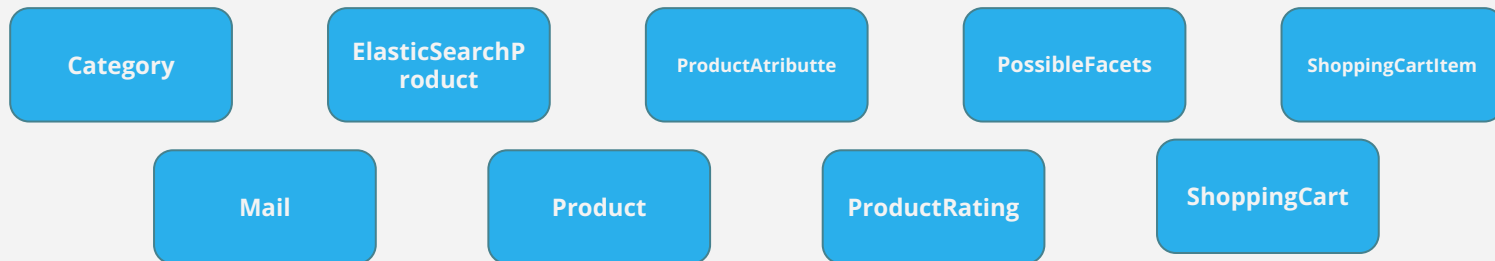 Category
ElasticSearchP
roduct
ProductAtributte
PossibleFacets
ShoppingCartItem
Mail
Product
ProductRating
ShoppingCart